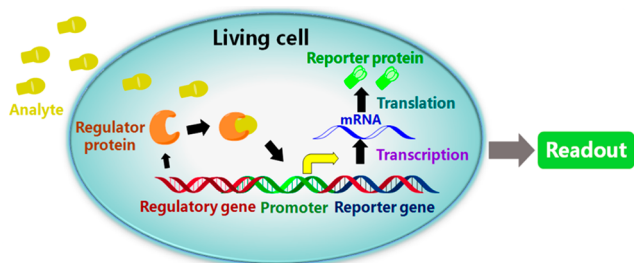 Living cell
Reporter protein
Analyte
Translation
Regulator
protein
mRNA
Transcription
Readout
Regulatory gene
Promoter
Reporter gene